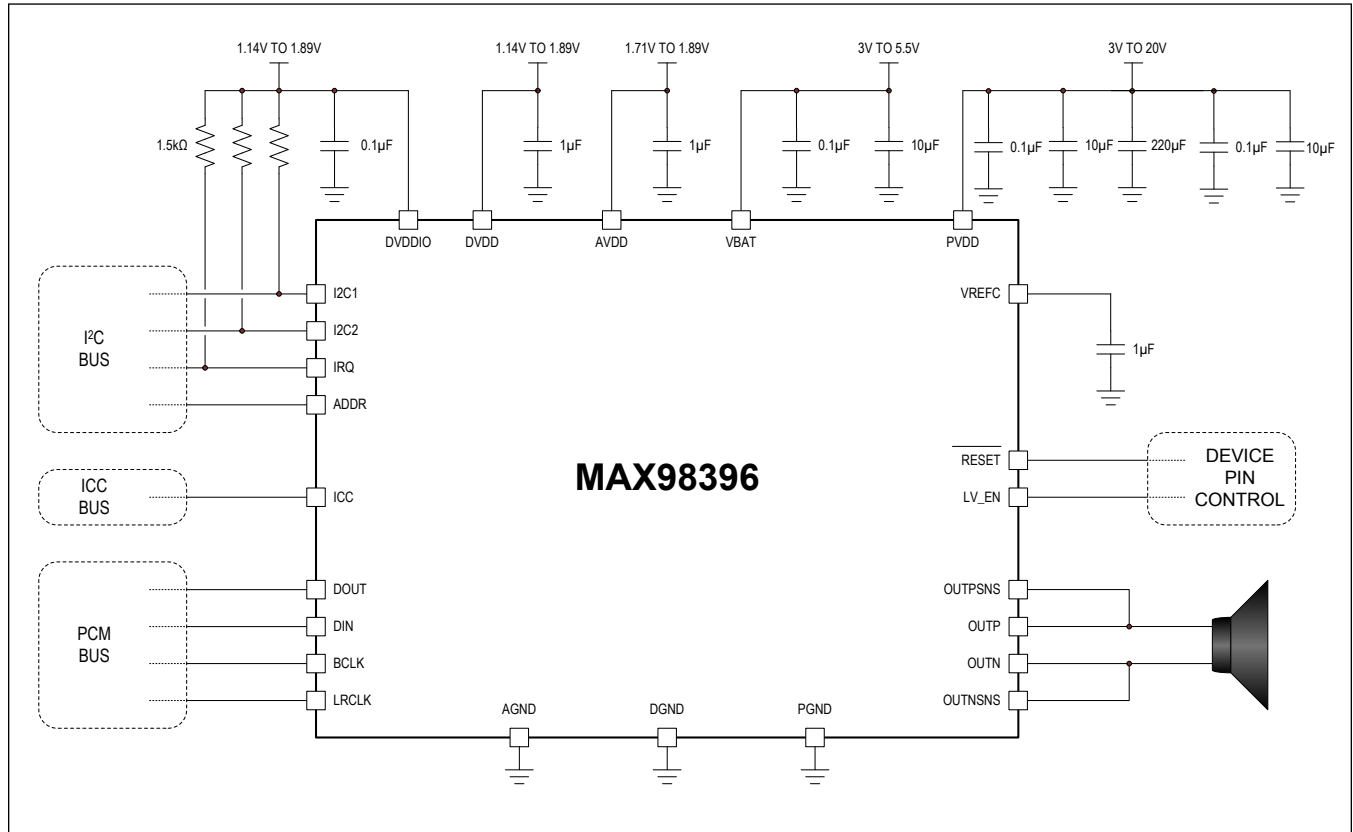 1.14V TO 1.89V
1.14V TO 1.89V
1.71V TO 1.89V
3V TO 5.5V
3V TO 20V
1.5kΩ
0.1µF
1µF
1µF
0.1µF
10µF
0.1µF
10µF
220µF
0.1µF
10µF
DVDDIO
DVDD
AVDD
VBAT
PVDD
I²C
BUS
I2C1
I2C2
IRQ
ADDR
VREFC
1µF
MAX98396
ICC
BUS
ICC
RESET
LV_EN
DEVICE
PIN
CONTROL
PCM
BUS
DOUT
DIN
BCLK
LRCLK
OUTPSNS
OUTP
OUTN
OUTNSNS
AGND
DGND
PGND